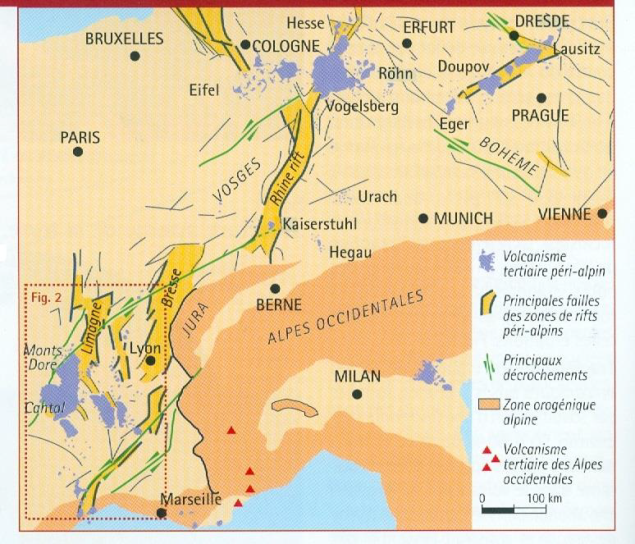 BRUXELLES
Hesse
COLOGNE
ERFURT
DRESDE
Lausitz
Doupov
Röhn
Eifel
Vogelsberg
Eger
PRAGUE
PARIS
BOHÊME
VOSGES
Rhine rift
Urach
Kaiserstuhl
MUNICH
VIENNE
Hegau
Fig. 2
Bresse
BERNE
JURA
ALPES OCCIDENTALES
Limagne
Lyon
Monts
Dore
Cantal
MILAN
Marseille
Volcanisme
tertiaire péri-alpin
Principales failles
des zones de rifts
péri-alpins
Principaux
décrochements
Zone orogénique
alpine
Volcanisme
tertiaire des Alpes
occidentales
0 100 km